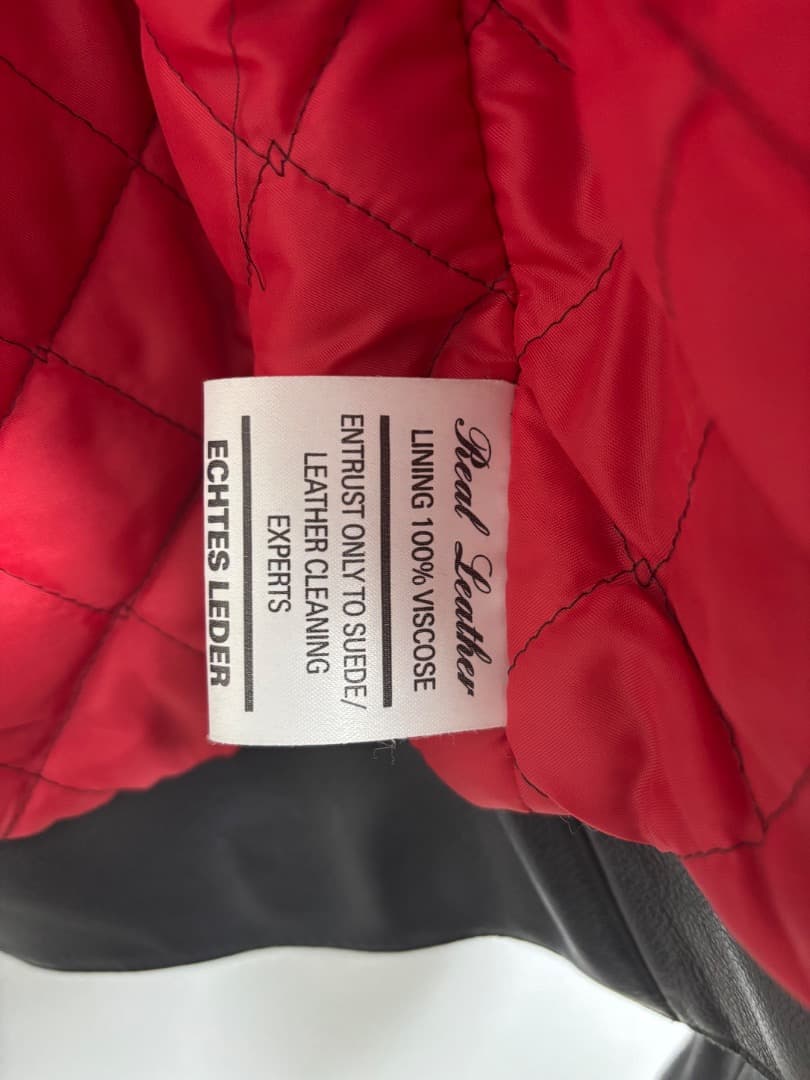 Real Leather
LINING 100% VISCOSE
ENTRUST ONLY TO SUEDE/
LEATHER CLEANING
EXPERTS
ECHTES LEDER